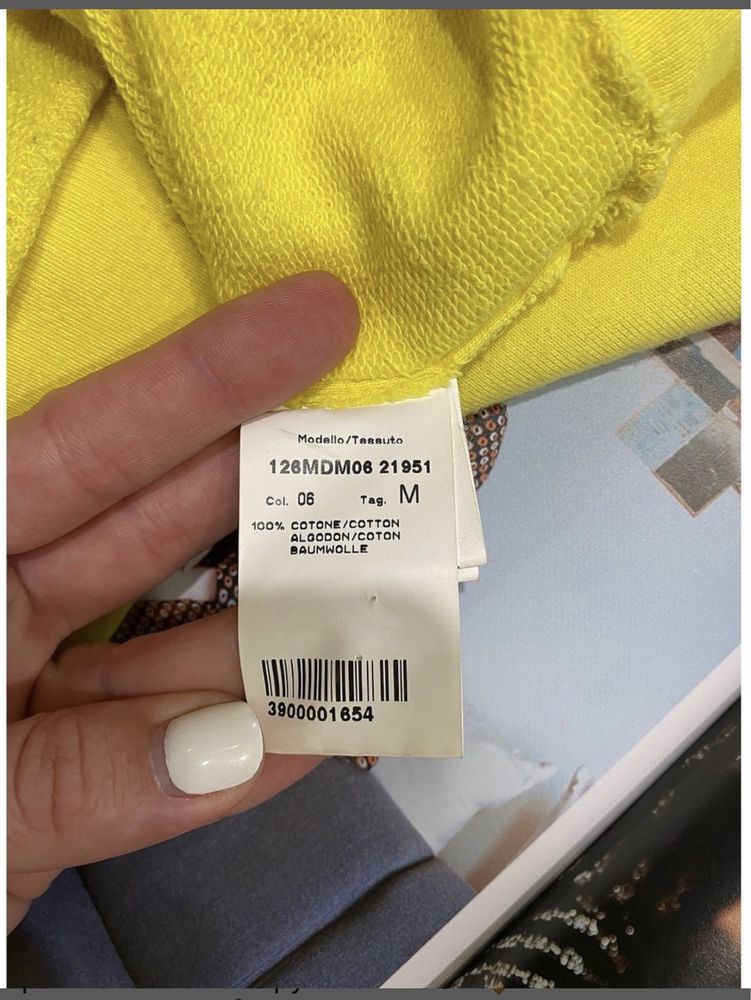 Modello/Tessuto
126MDM06 21951
Col. 06 Tag. M
100% COTONE/COTTON
ALGODON/COTON
BAUMWOLLE
3900001654